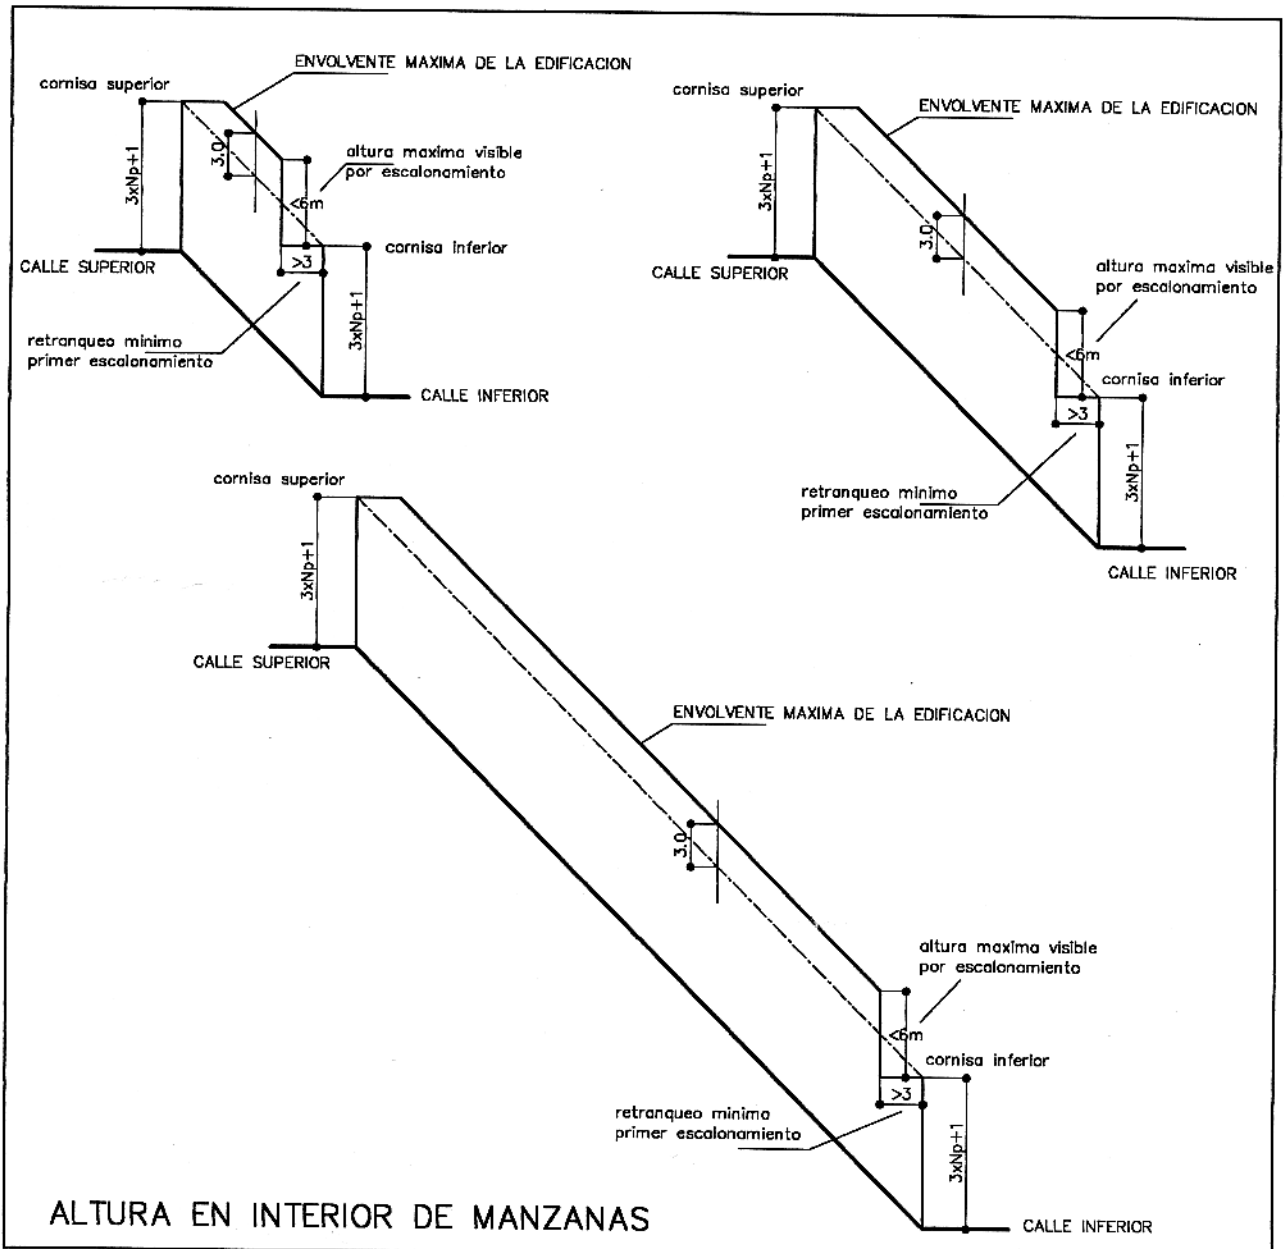 ENVOLVENTE MAXIMA DE LA EDIFICACION
cornisa superior
3xNp+1
3.0
altura maxima visible
por escalonamiento
<6m
cornisa inferior
>3
CALLE SUPERIOR
retranqueo minimo
primer escalonamiento
3xNp+1
CALLE INFERIOR
cornisa superior
ENVOLVENTE MAXIMA DE LA EDIFICACION
3xNp+1
3.0
CALLE SUPERIOR
altura maxima visible
por escalonamiento
<6m
cornisa inferior
>3
retranqueo minimo
primer escalonamiento
3xNp+1
CALLE INFERIOR
cornisa superior
3xNp+1
CALLE SUPERIOR
ENVOLVENTE MAXIMA DE LA EDIFICACION
3.0
altura maxima visible
por escalonamiento
<6m
cornisa inferior
>3
retranqueo minimo
primer escalonamiento
3xNp+1
CALLE INFERIOR
ALTURA EN INTERIOR DE MANZANAS